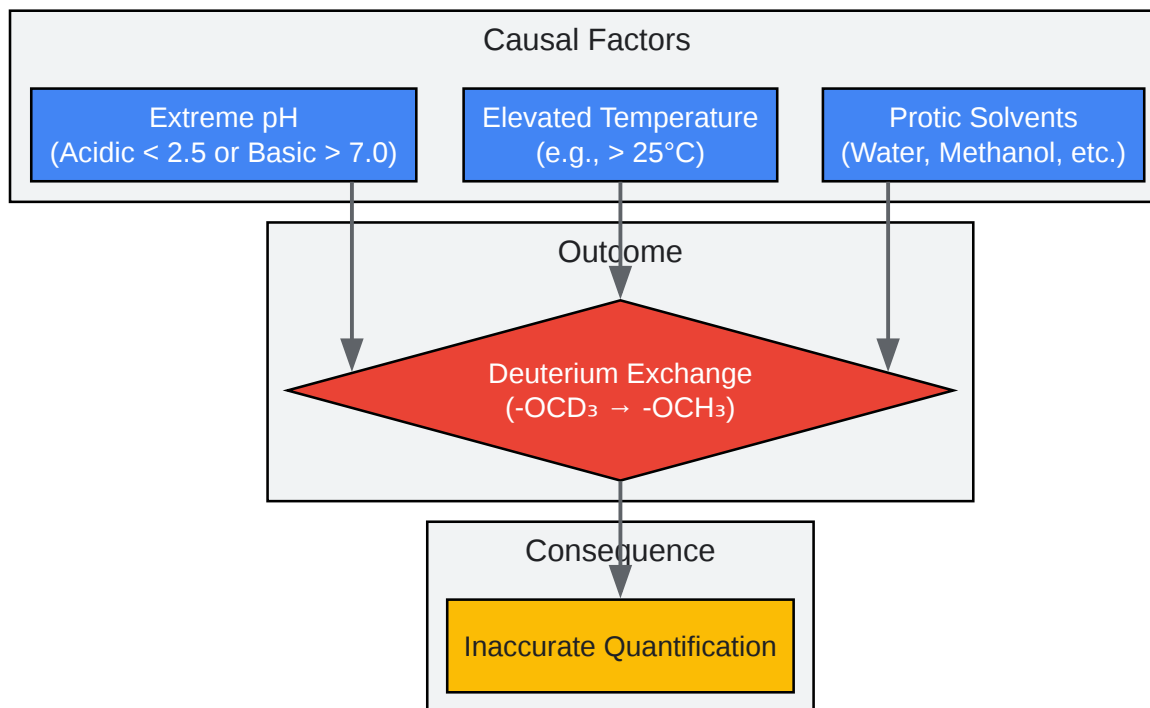 Causal Factors
Extreme pH
(Acidic < 2.5 or Basic > 7.0)
Elevated Temperature
(e.g., > 25°C)
Protic Solvents
(Water, Methanol, etc.)
Outcome
Deuterium Exchange
(-OCD₃ → -OCH₃)
Consequence
Inaccurate Quantification